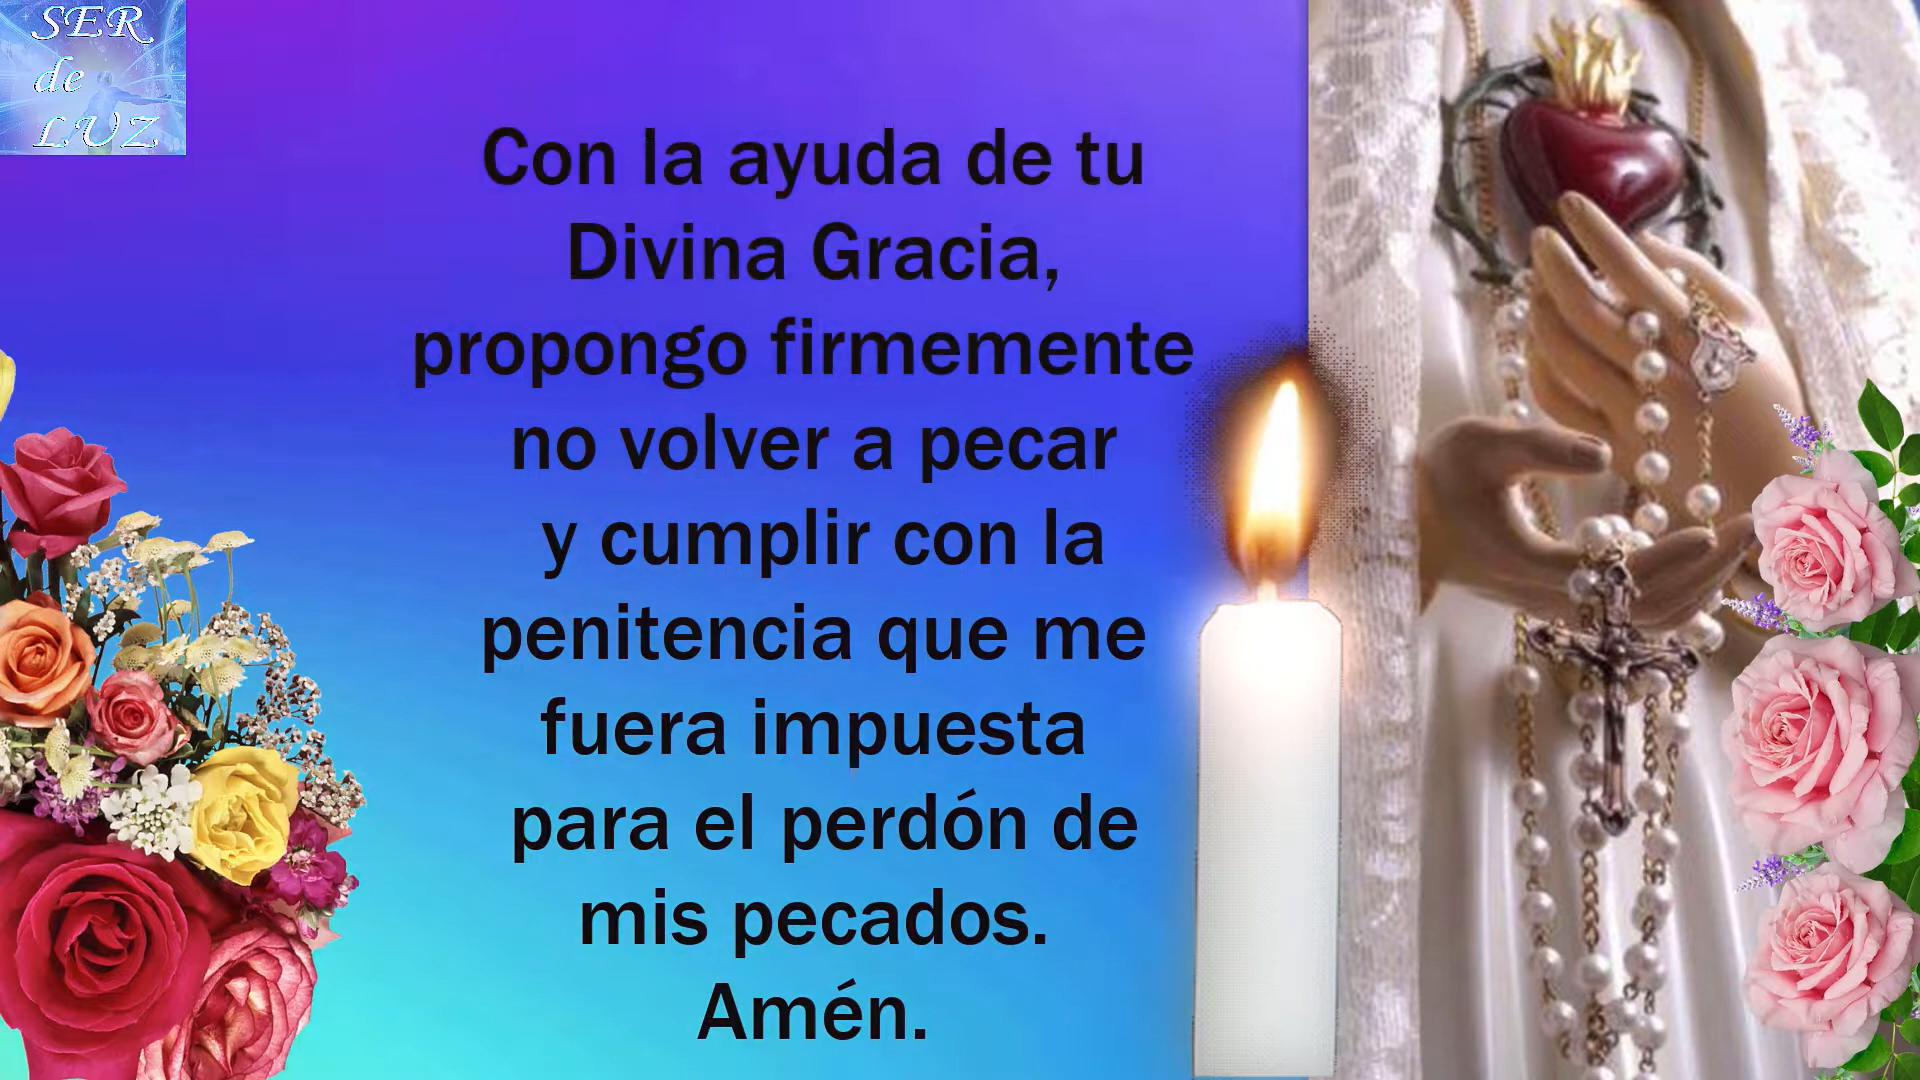 SER
de
LUZ
Con la ayuda de tu
Divina Gracia,
propongo firmemente
no volver a pecar
y cumplir con la
penitencia que me
fuera impuesta
para el perdón de
mis pecados.
Amén.